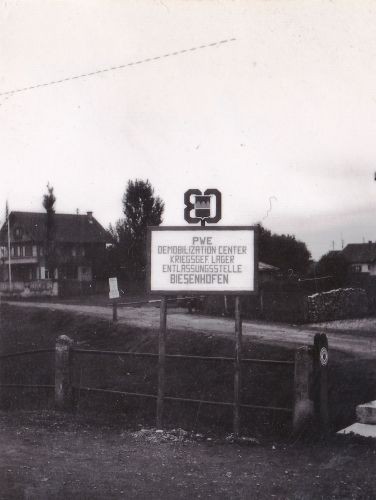 PWE
DEMOBILIZATION CENTER
KRIEGSGEF. LAGER
ENTLASSUNGSSTELLE
BIESENHOFEN